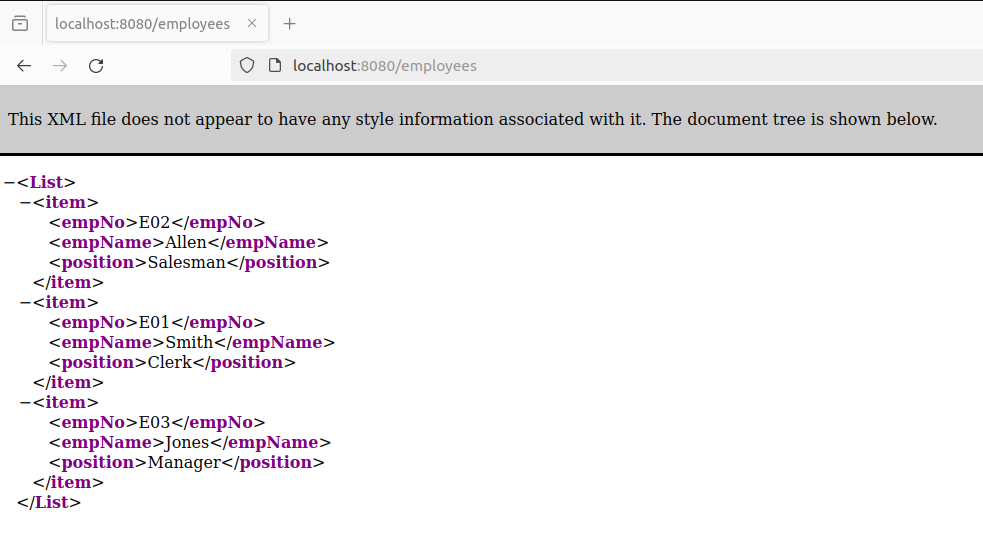 localhost:8080/employees
localhost:8080/employees
This XML file does not appear to have any style information associated with it. The document tree is shown below.
−<List>
−<item>
<empNo>E02</empNo>
<empName>Allen</empName>
<position>Salesman</position>
</item>
−<item>
<empNo>E01</empNo>
<empName>Smith</empName>
<position>Clerk</position>
</item>
−<item>
<empNo>E03</empNo>
<empName>Jones</empName>
<position>Manager</position>
</item>
</List>